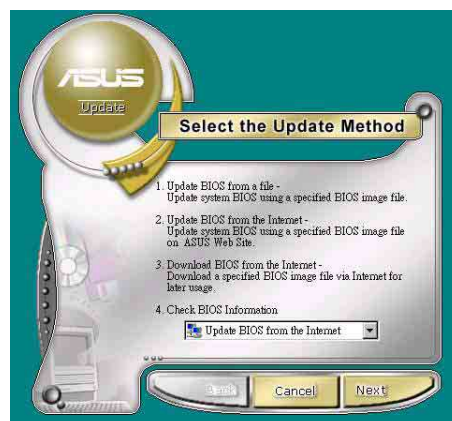 ASUS
Update
Select the Update Method
1. Update BIOS from a file -
Update system BIOS using a specified BIOS image file.
2. Update BIOS from the Internet -
Update system BIOS using a specified BIOS image file
on ASUS Web Site.
3. Download BIOS from the Internet -
Download a specified BIOS image file via Internet for
later usage.
4. Check BIOS Information
Update BIOS from the Internet
Back
Cancel
Next